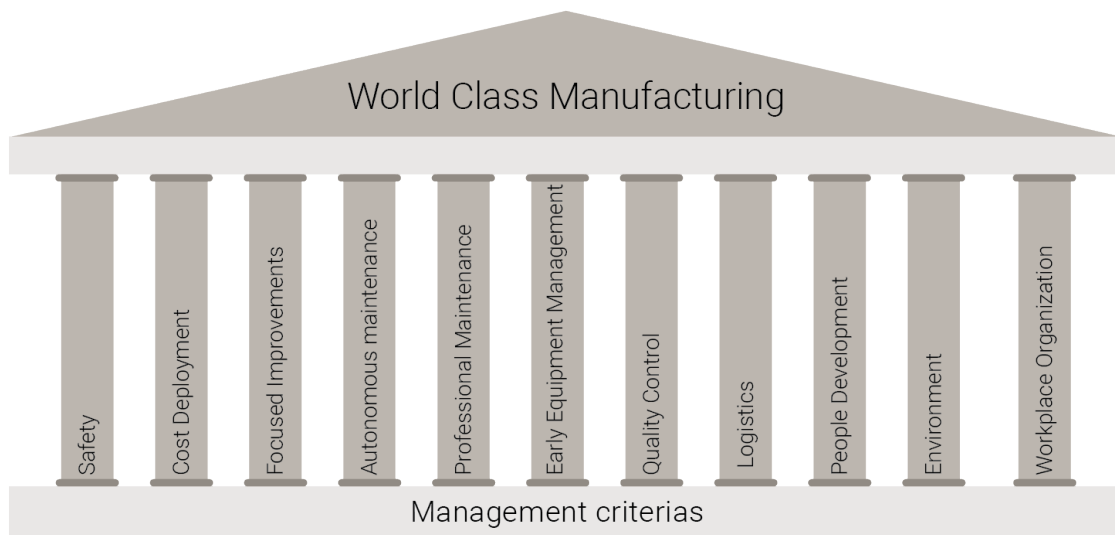 World Class Manufacturing
Safety
Cost Deployment
Focused Improvements
Autonomous maintenance
Professional Maintenance
Early Equipment Management
Quality Control
Logistics
People Development
Environment
Workplace Organization
Management criterias